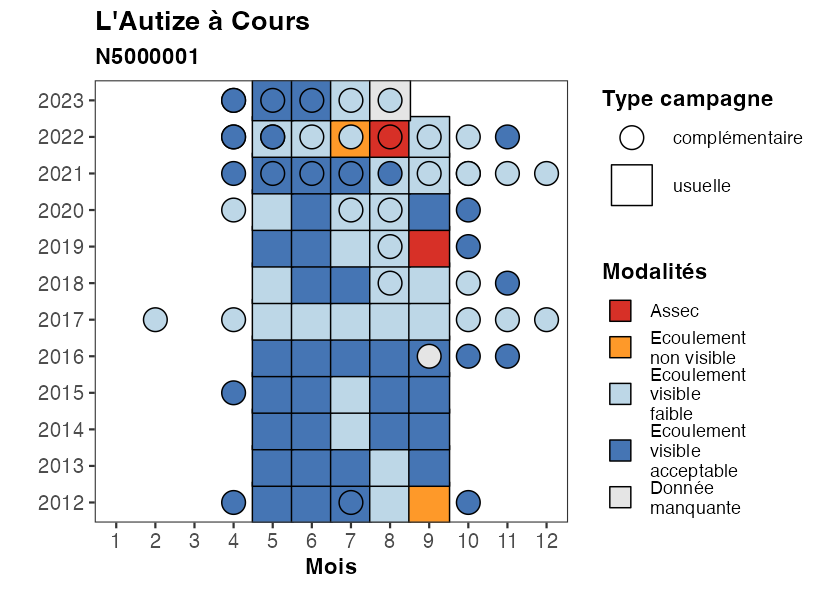 L'Autize à Cours
N5000001
2023
2022
2021
2020
2019
2018
2017
2016
2015
2014
2013
2012
1 2 3 4 5 6 7 8 9 10 11 12
Mois
Type campagne
complémentaire
usuelle
Modalités
Assec
Ecoulement
non visible
Ecoulement
visible
faible
Ecoulement
visible
acceptable
Donnée
manquante